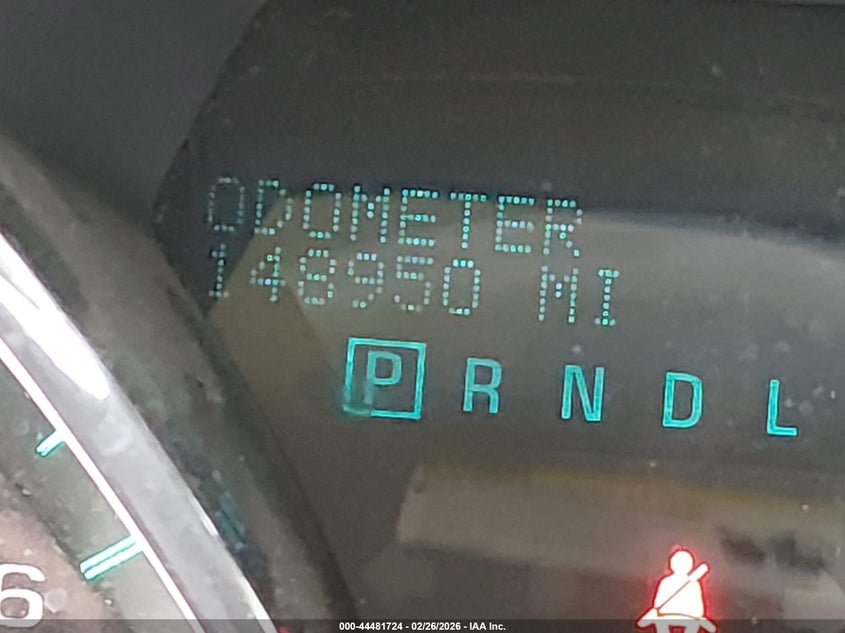 ODOMETER
148950 MI
P R N D L
6
000-44481724 - 02/26/2026 - IAA Inc.